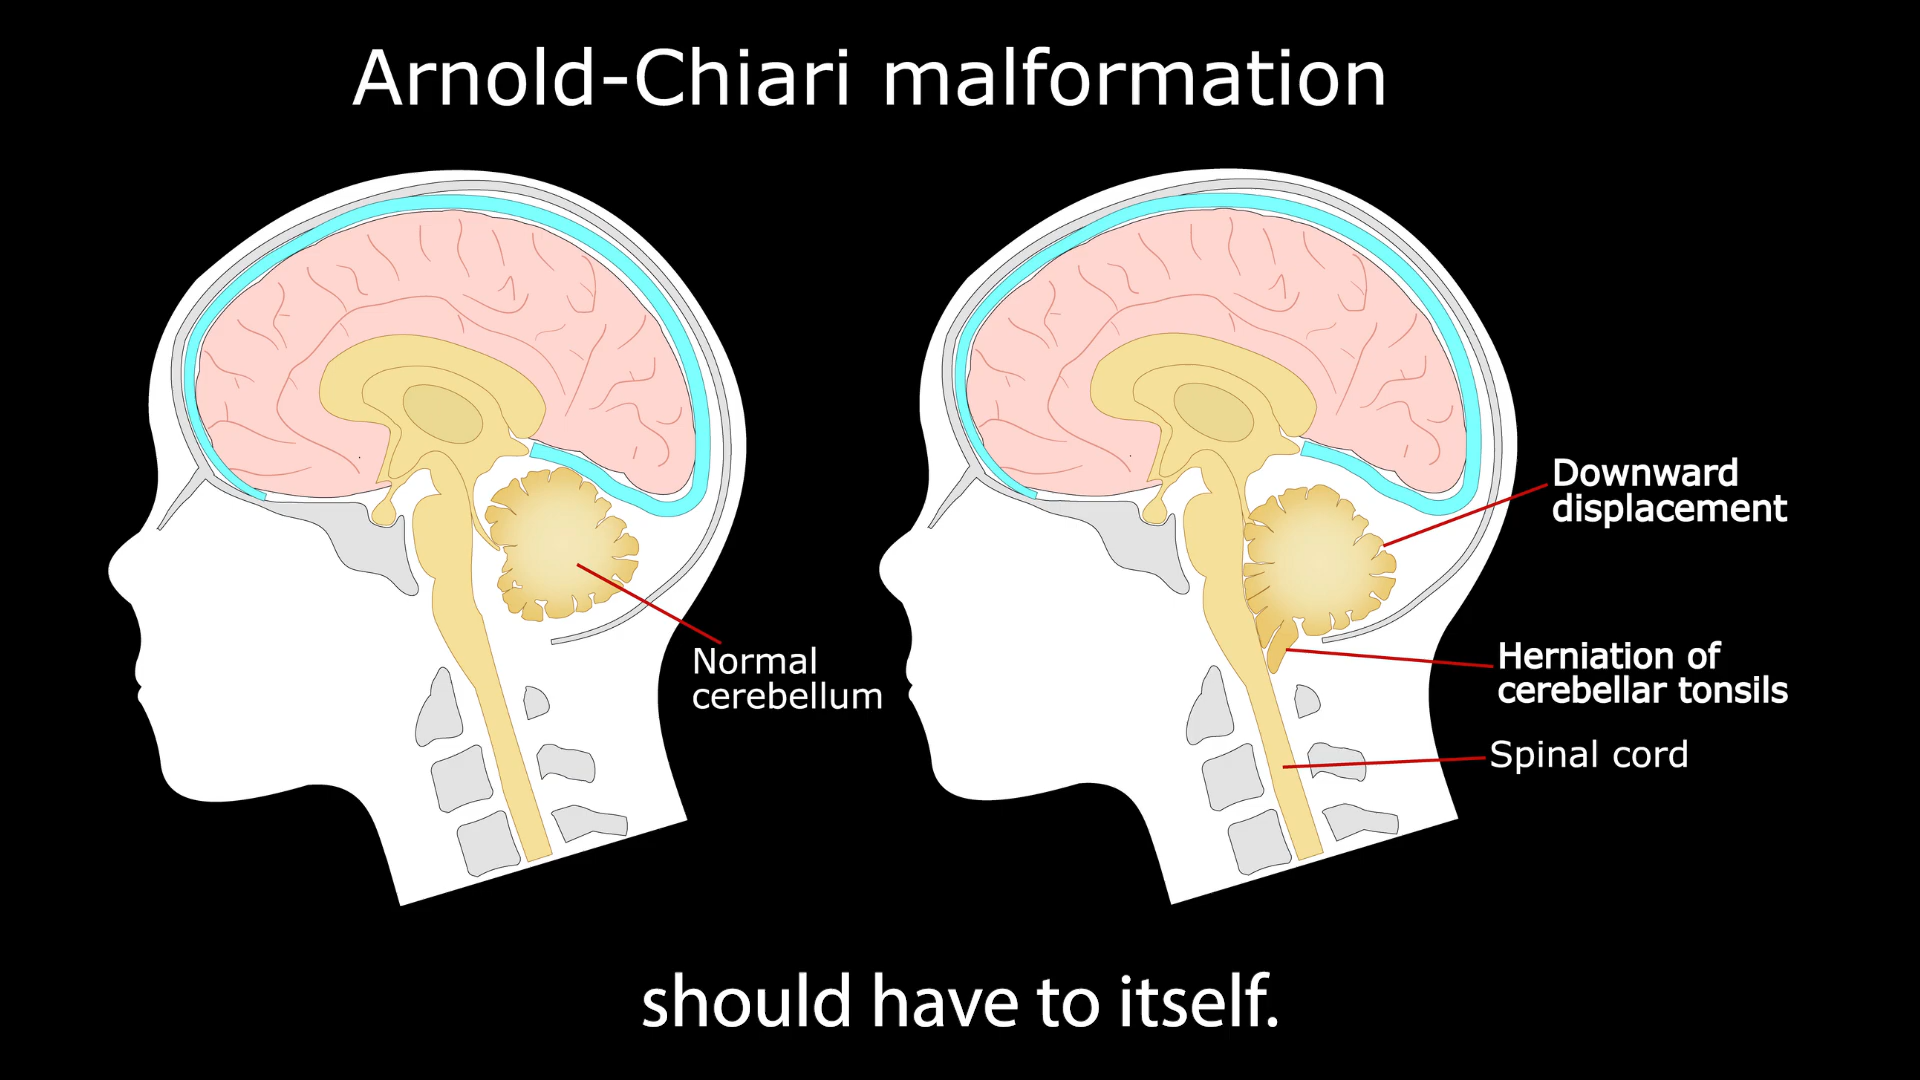 Arnold-Chiari malformation
Downward
displacement
Normal
cerebellum
Herniation of
cerebellar tonsils
Spinal cord
should have to itself.